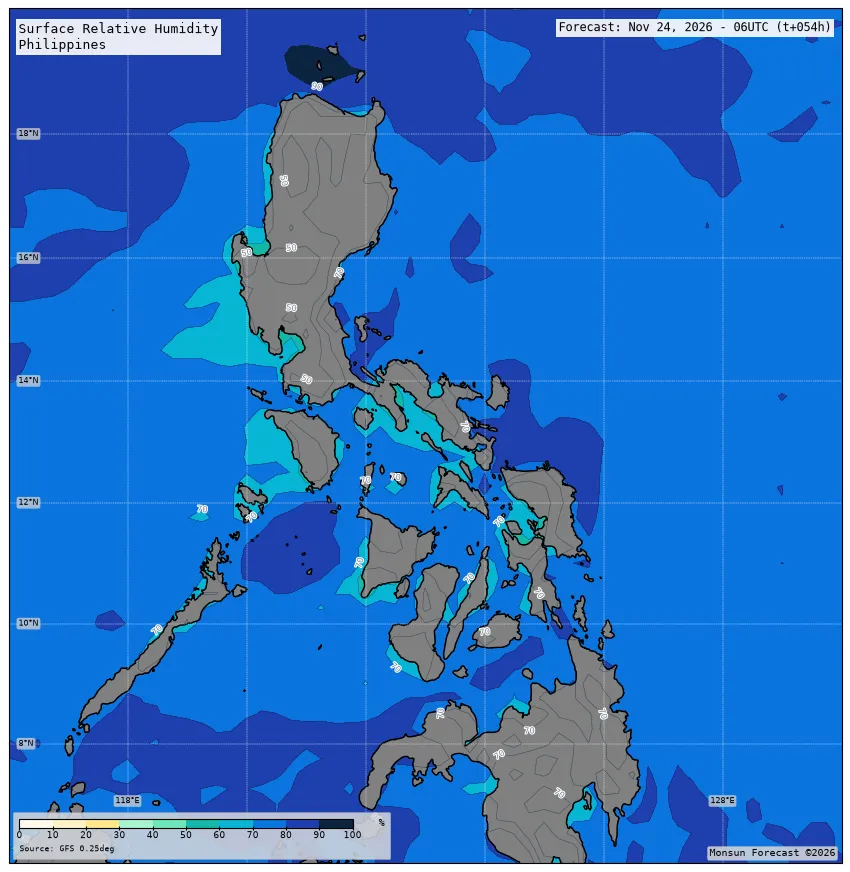 Surface Relative Humidity
Philippines
Forecast: Nov 24, 2026 - 06UTC (t+054h)
90
18°N
50
50
50
16°N
70
50
14°N
50
70
70
70
12°N
70
70
70
70
70
70
10°N
70
70
70
70
70
70
8°N
70
70
118°E
128°E
%
0 10 20 30 40 50 60 70 80 90 100
Source: GFS 0.25deg
Monsun Forecast ©2026